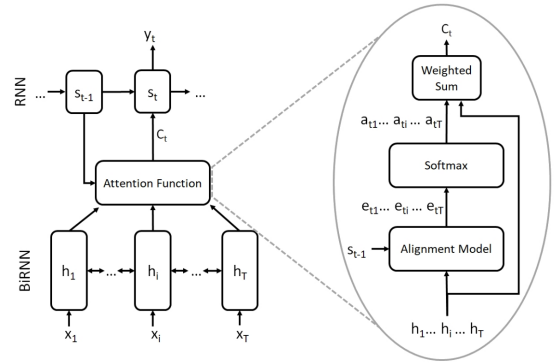 y_t
RNN
...
s_{t-1}
s_t
...
C_t
Attention Function
BiRNN
h_1
...
h_i
...
h_T
x_1
x_i
x_T
C_t
Weighted
Sum
a_{t1}... a_{ti} ... a_{tT}
Softmax
e_{t1}... e_{ti} ... e_{tT}
s_{t-1}
Alignment Model
h_1... h_i ... h_T